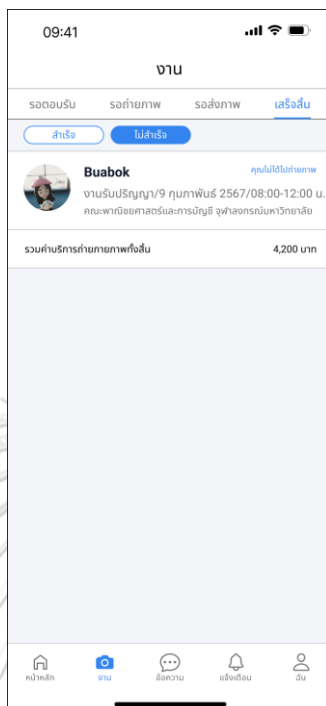 09:41
งาน
รอตอบรับ รอถ่ายภาพ รอส่งภาพ เสร็จสิ้น
สำเร็จ ไม่สำเร็จ
Buabok คุณไม่ได้ไปถ่ายภาพ
งานรับปริญญา/9 กุมภาพันธ์ 2567/08:00-12:00 น.
คณะพาณิชยศาสตร์และการบัญชี จุฬาลงกรณ์มหาวิทยาลัย
รวมค่าบริการถ่ายภาพทั้งสิ้น 4,200 บาท
หน้าหลัก งาน ข้อความ แจ้งเตือน ฉัน